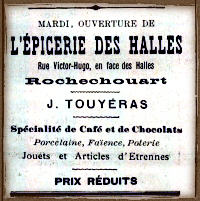 MARDI, OUVERTURE DE
L'ÉPICERIE DES HALLES
Rue Victor-Hugo, en face des Halles
Rochechouart
J. TOUYÉRAS
Spécialité de Café et de Chocolats
Porcelaine, Faïence, Poterie
Jouets et Articles d'Etrennes
PRIX RÉDUITS